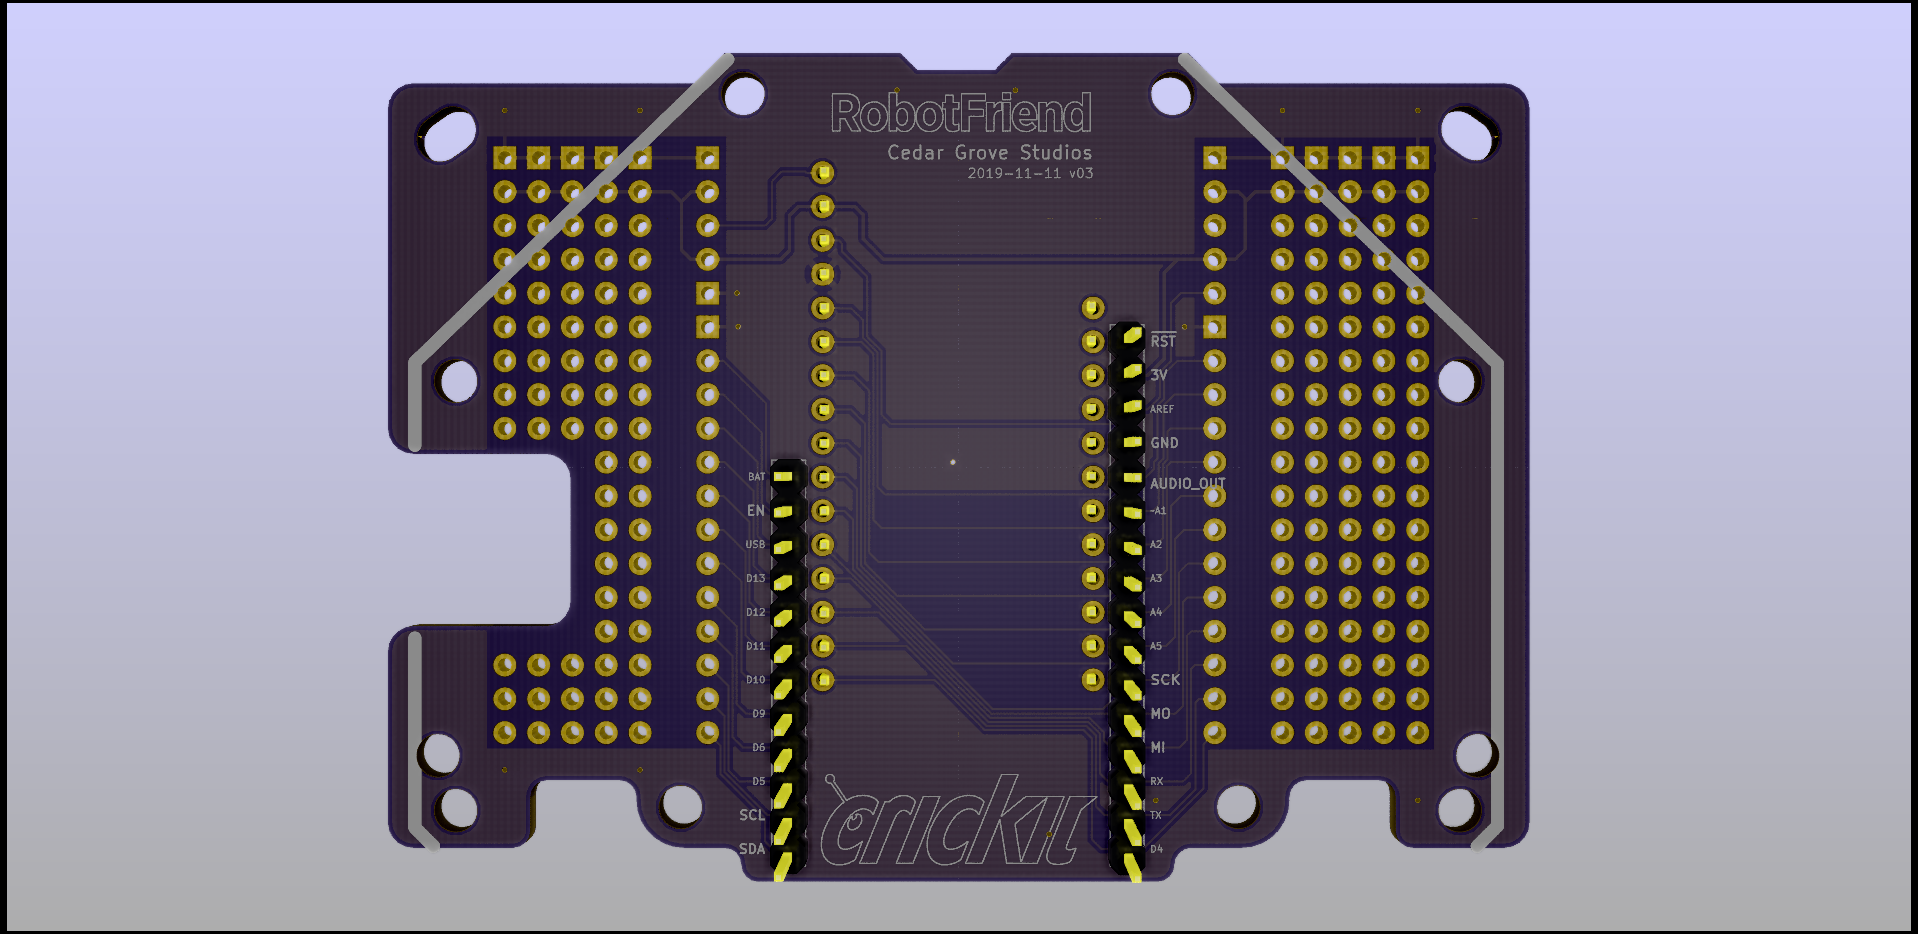 RobotFriend
Cedar Grove Studios
2019-11-11 v03
RST
3V
AREF
GND
AUDIO_OUT
A1
A2
A3
A4
A5
SCK
MO
MI
RX
TX
D4
BAT
EN
USB
D13
D12
D11
D10
D9
D6
D5
SCL
SDA
crickit